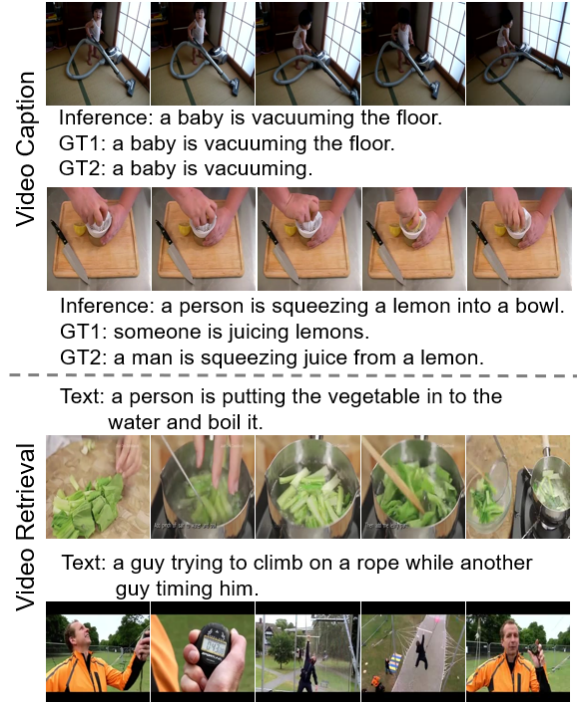 Video Caption
Inference: a baby is vacuuming the floor.
GT1: a baby is vacuuming the floor.
GT2: a baby is vacuuming.
Inference: a person is squeezing a lemon into a bowl.
GT1: someone is juicing lemons.
GT2: a man is squeezing juice from a lemon.
Video Retrieval
Text: a person is putting the vegetable in to the
water and boil it.
Text: a guy trying to climb on a rope while another
guy timing him.